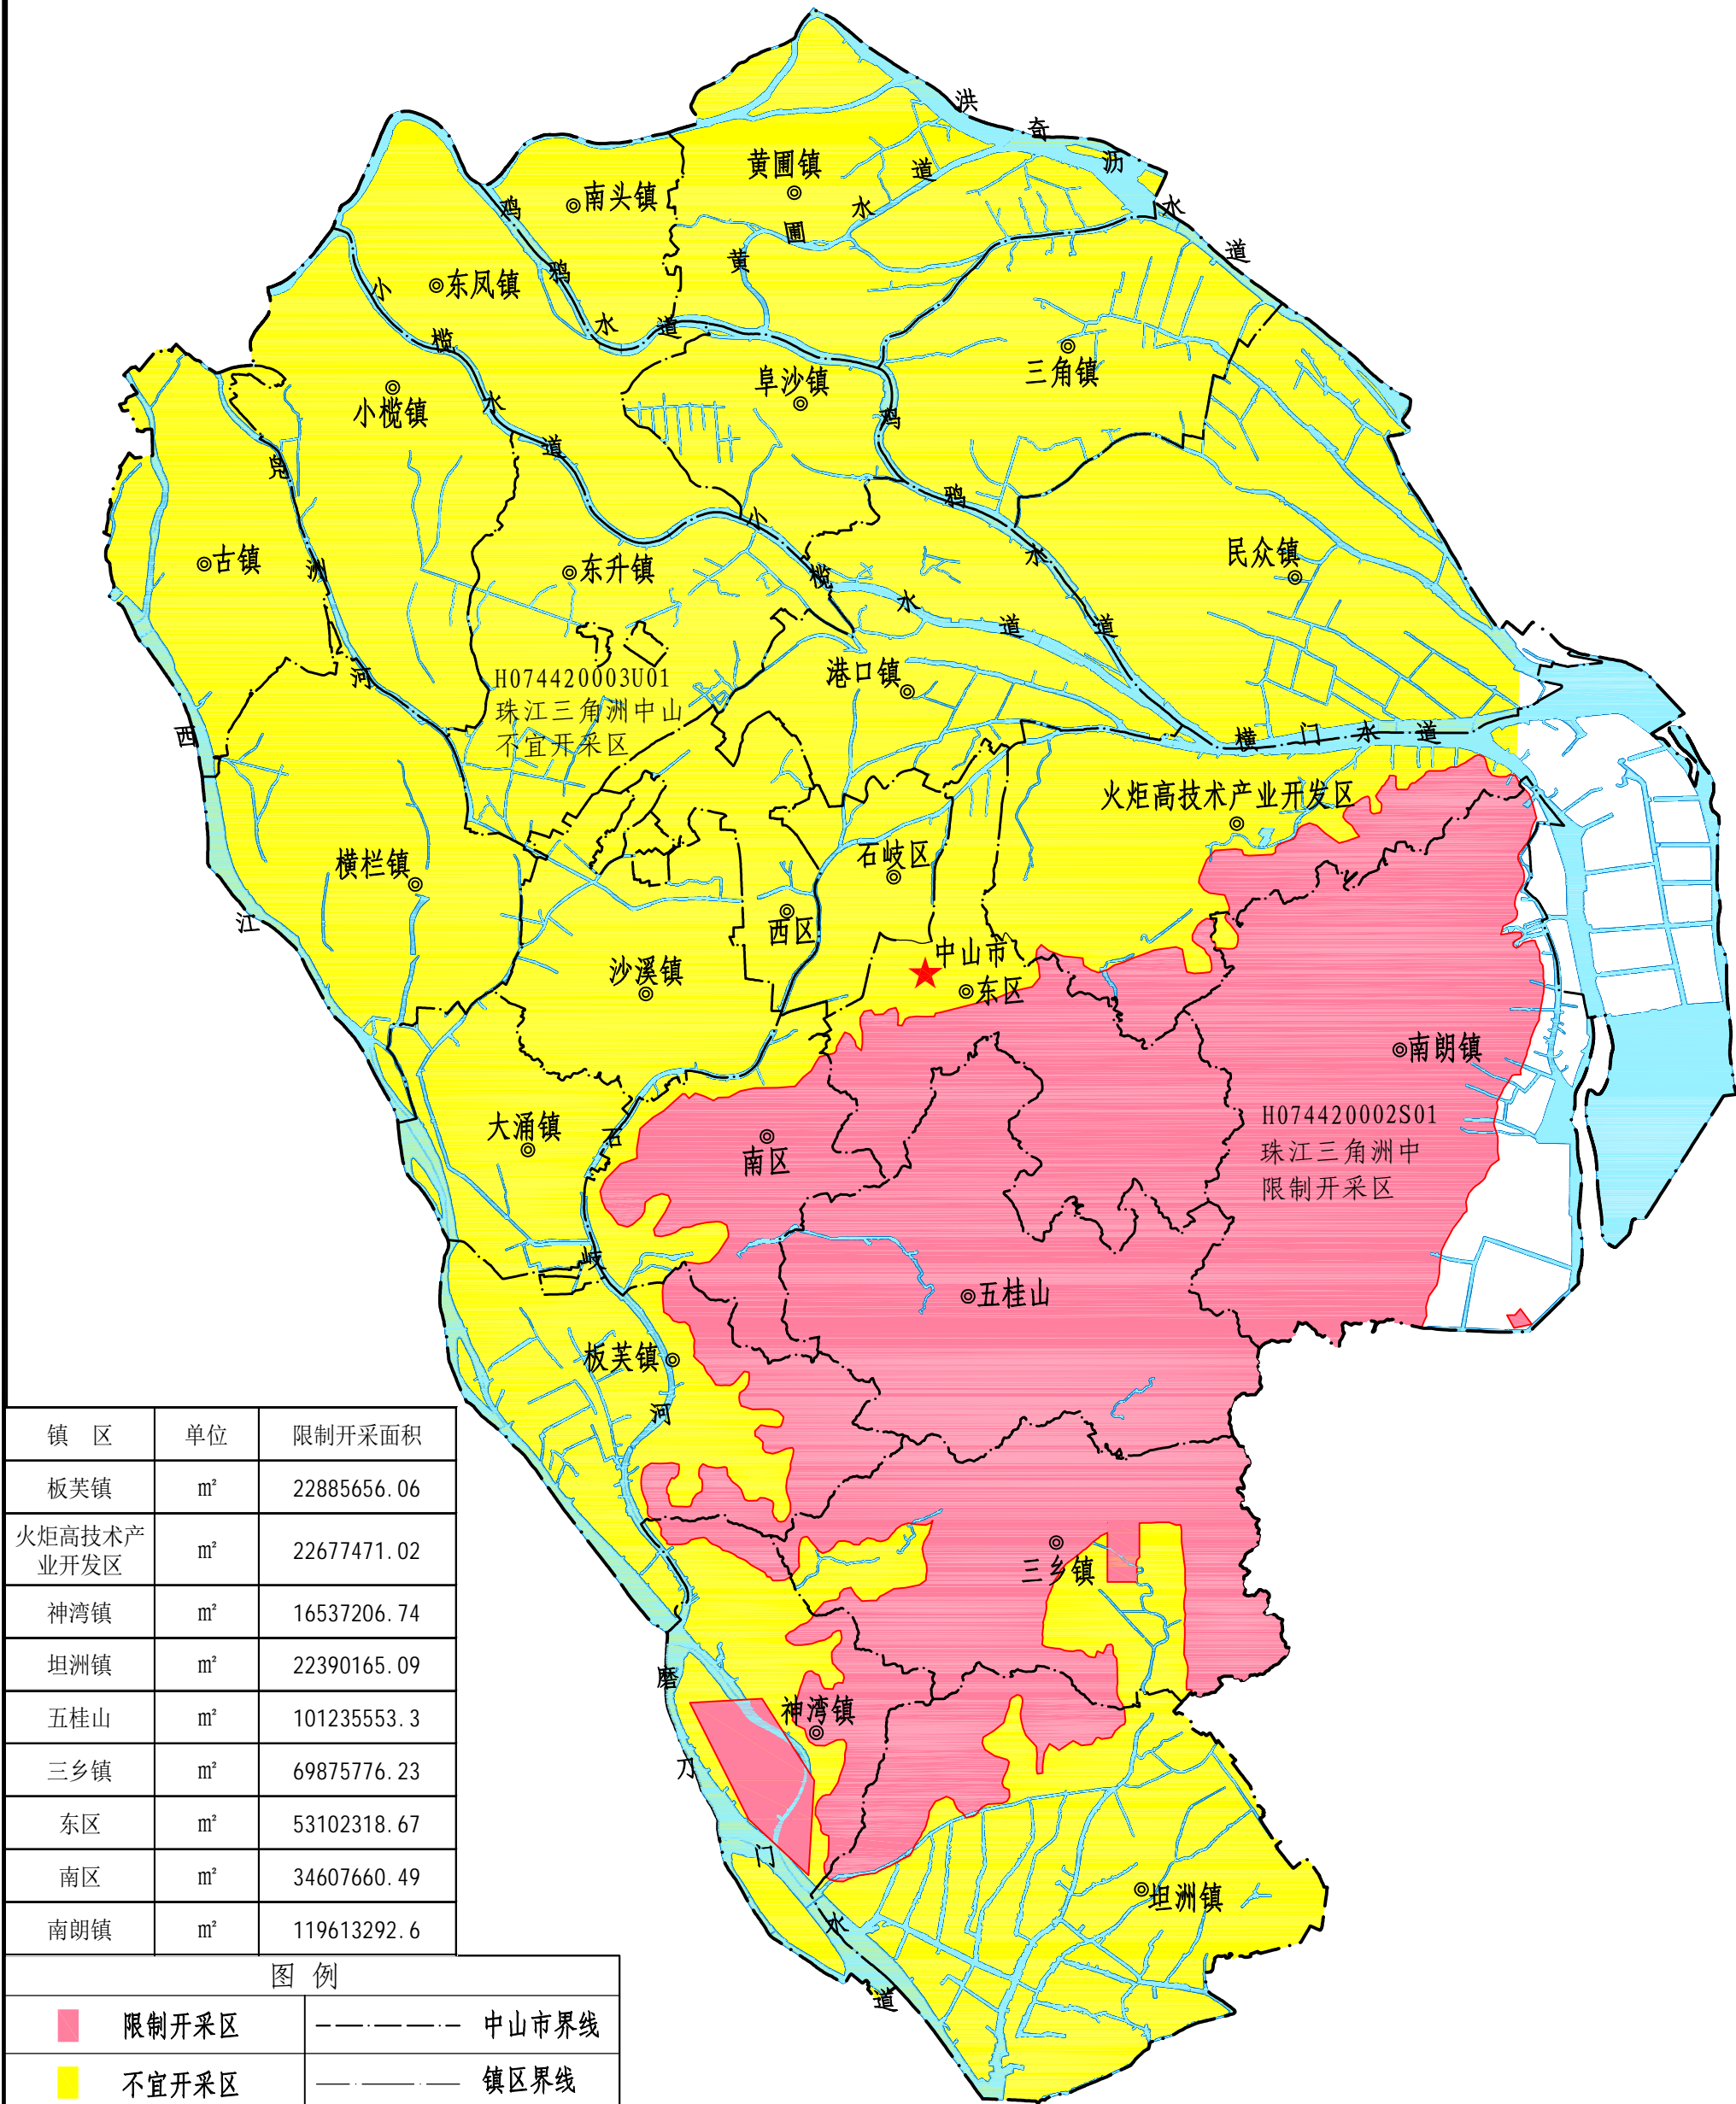 洪奇沥水道
黄圃镇
南头镇
黄圃水道
鸡鸦水道
东凤镇
小榄水道
三角镇
阜沙镇
小榄镇
鸡鸦水道
凫洲河
古镇
东升镇
民众镇
小榄水道
港口镇
H074420003U01
珠江三角洲中山
不宜开采区
西江
横门水道
火炬高技术产业开发区
横栏镇
石岐区
西区
中山市
沙溪镇
东区
南朗镇
大涌镇
石岐河
南区
H074420002S01
珠江三角洲中
限制开采区
五桂山
板芙镇
三乡镇
神湾镇
磨刀门水道
坦洲镇
镇 区 单位 限制开采面积
板芙镇 ㎡ 22885656.06
火炬高技术产
业开发区 ㎡ 22677471.02
神湾镇 ㎡ 16537206.74
坦洲镇 ㎡ 22390165.09
五桂山 ㎡ 101235553.3
三乡镇 ㎡ 69875776.23
东区 ㎡ 53102318.67
南区 ㎡ 34607660.49
南朗镇 ㎡ 119613292.6
图 例
限制开采区 中山市界线
不宜开采区 镇区界线